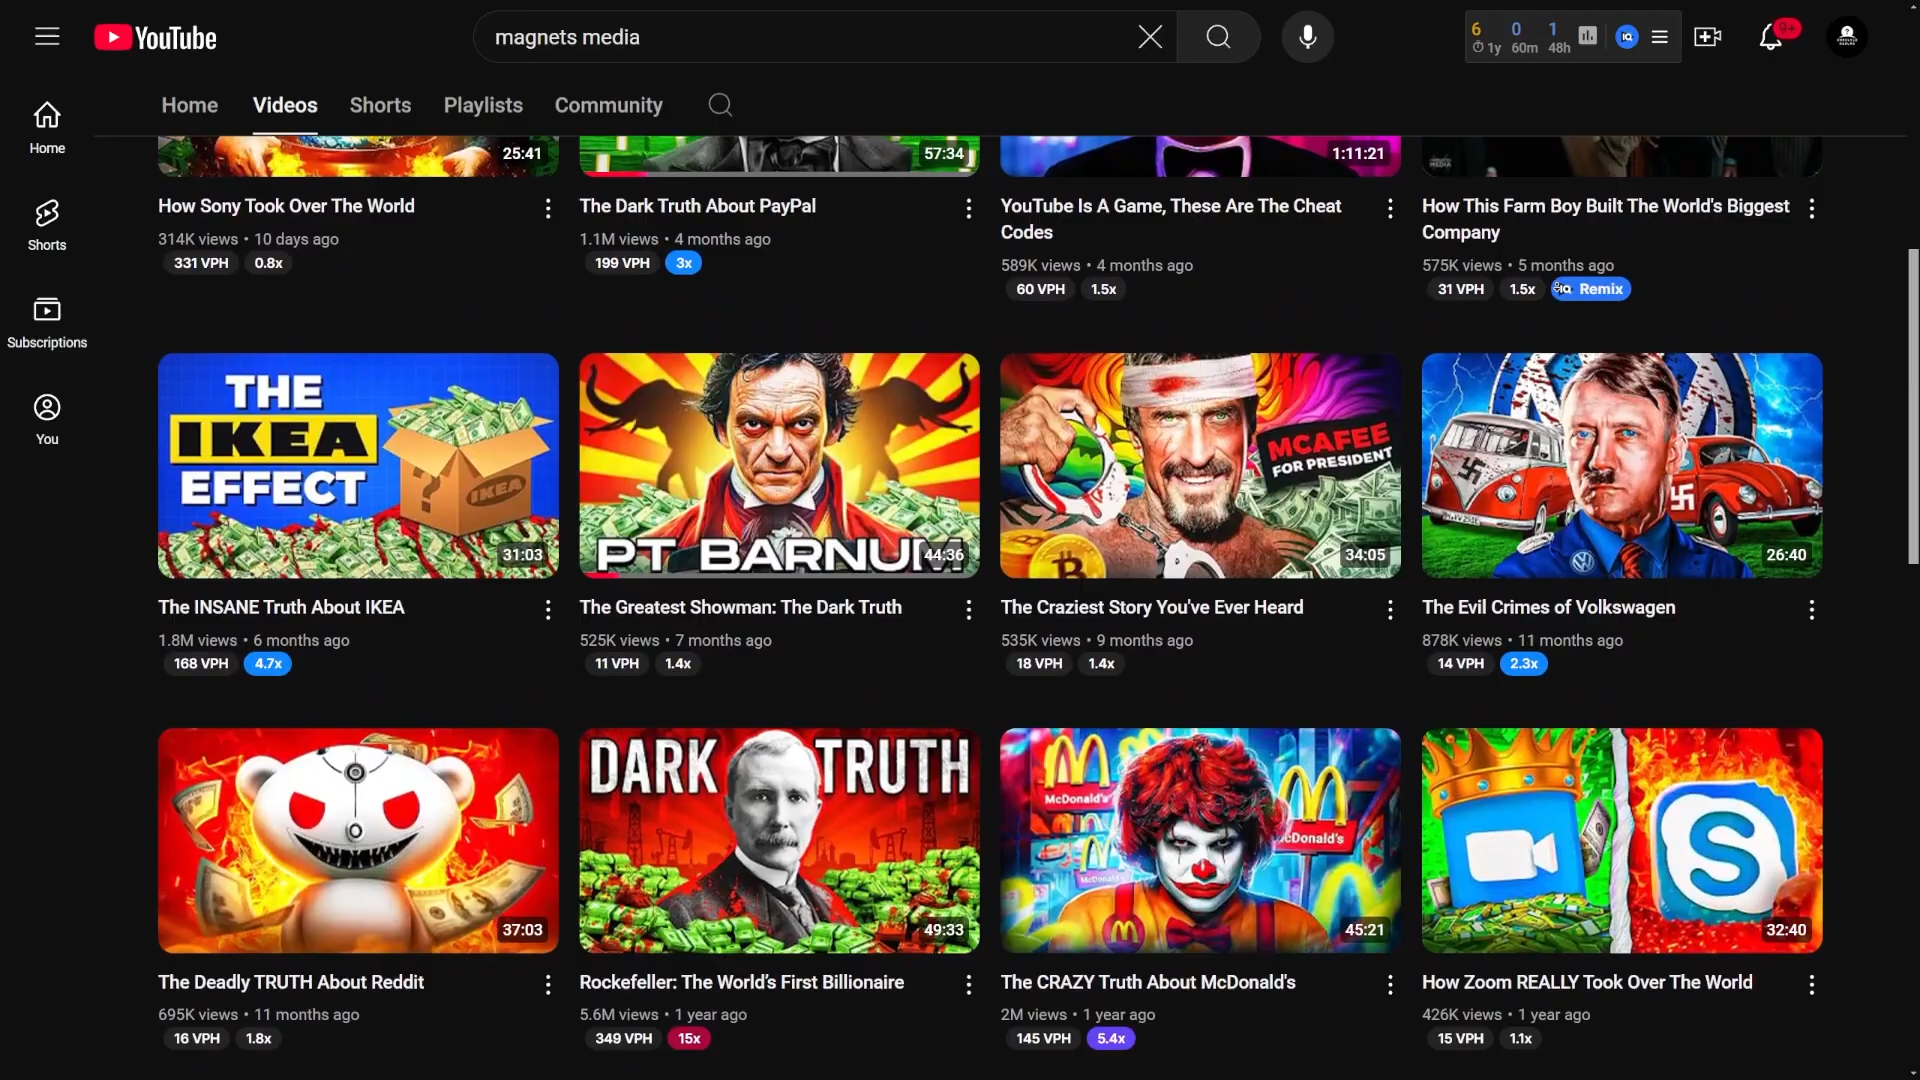 YouTube
magnets media
6 0 1
1y 60m 48h
IQ
9+
Home Videos Shorts Playlists Community
Home
Shorts
Subscriptions
You
25:41
57:34
1:11:21
How Sony Took Over The World
314K views • 10 days ago
331 VPH 0.8x
The Dark Truth About PayPal
1.1M views • 4 months ago
199 VPH 3x
YouTube Is A Game, These Are The Cheat
Codes
589K views • 4 months ago
60 VPH 1.5x
MEDIA
How This Farm Boy Built The World's Biggest
Company
575K views • 5 months ago
31 VPH 1.5x Remix
THE
IKEA
EFFECT
?
IKEA
31:03
The INSANE Truth About IKEA
1.8M views • 6 months ago
168 VPH 4.7x
PT BARNUM
44:36
The Greatest Showman: The Dark Truth
525K views • 7 months ago
11 VPH 1.4x
MCAFEE
FOR PRESIDENT
34:05
The Craziest Story You've Ever Heard
535K views • 9 months ago
18 VPH 1.4x
26:40
The Evil Crimes of Volkswagen
878K views • 11 months ago
14 VPH 2.3x
37:03
The Deadly TRUTH About Reddit
695K views • 11 months ago
16 VPH 1.8x
DARK TRUTH
49:33
Rockefeller: The World’s First Billionaire
5.6M views • 1 year ago
349 VPH 15x
McDonald's
McDonald's
cDonald's
45:21
The CRAZY Truth About McDonald's
2M views • 1 year ago
145 VPH 5.4x
S
32:40
How Zoom REALLY Took Over The World
426K views • 1 year ago
15 VPH 1.1x